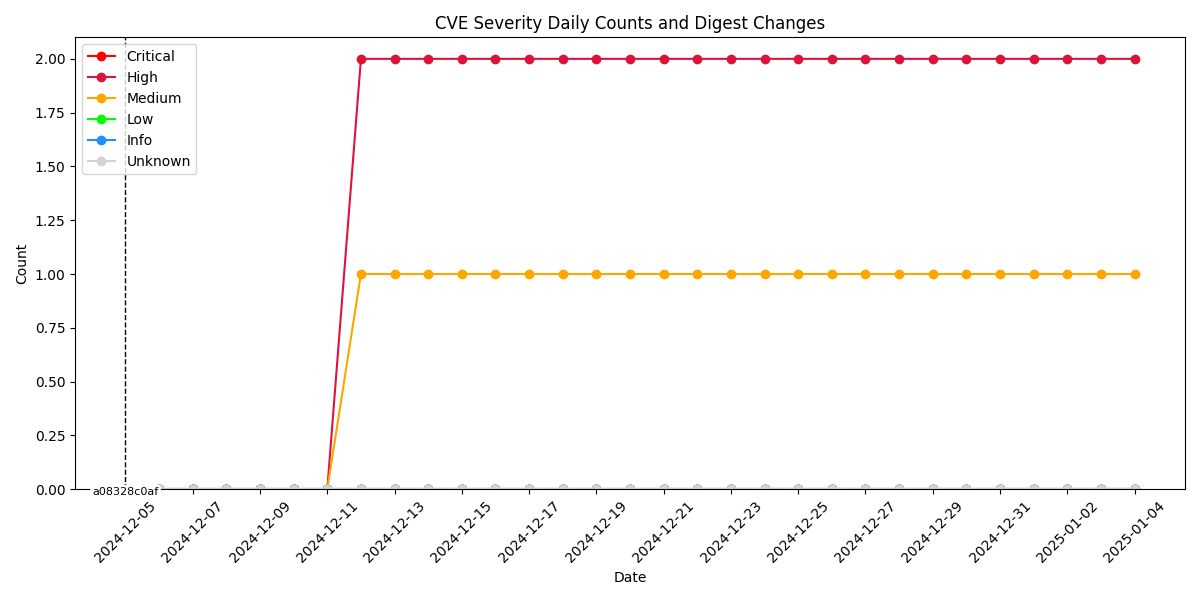 CVE Severity Daily Counts and Digest Changes
Critical
High
Medium
Low
Info
Unknown
2.00
1.75
1.50
1.25
1.00
0.75
0.50
0.25
0.00
Count
a08328c0af
2024-12-05
2024-12-07
2024-12-09
2024-12-11
2024-12-13
2024-12-15
2024-12-17
2024-12-19
2024-12-21
2024-12-23
2024-12-25
2024-12-27
2024-12-29
2024-12-31
2025-01-02
2025-01-04
Date